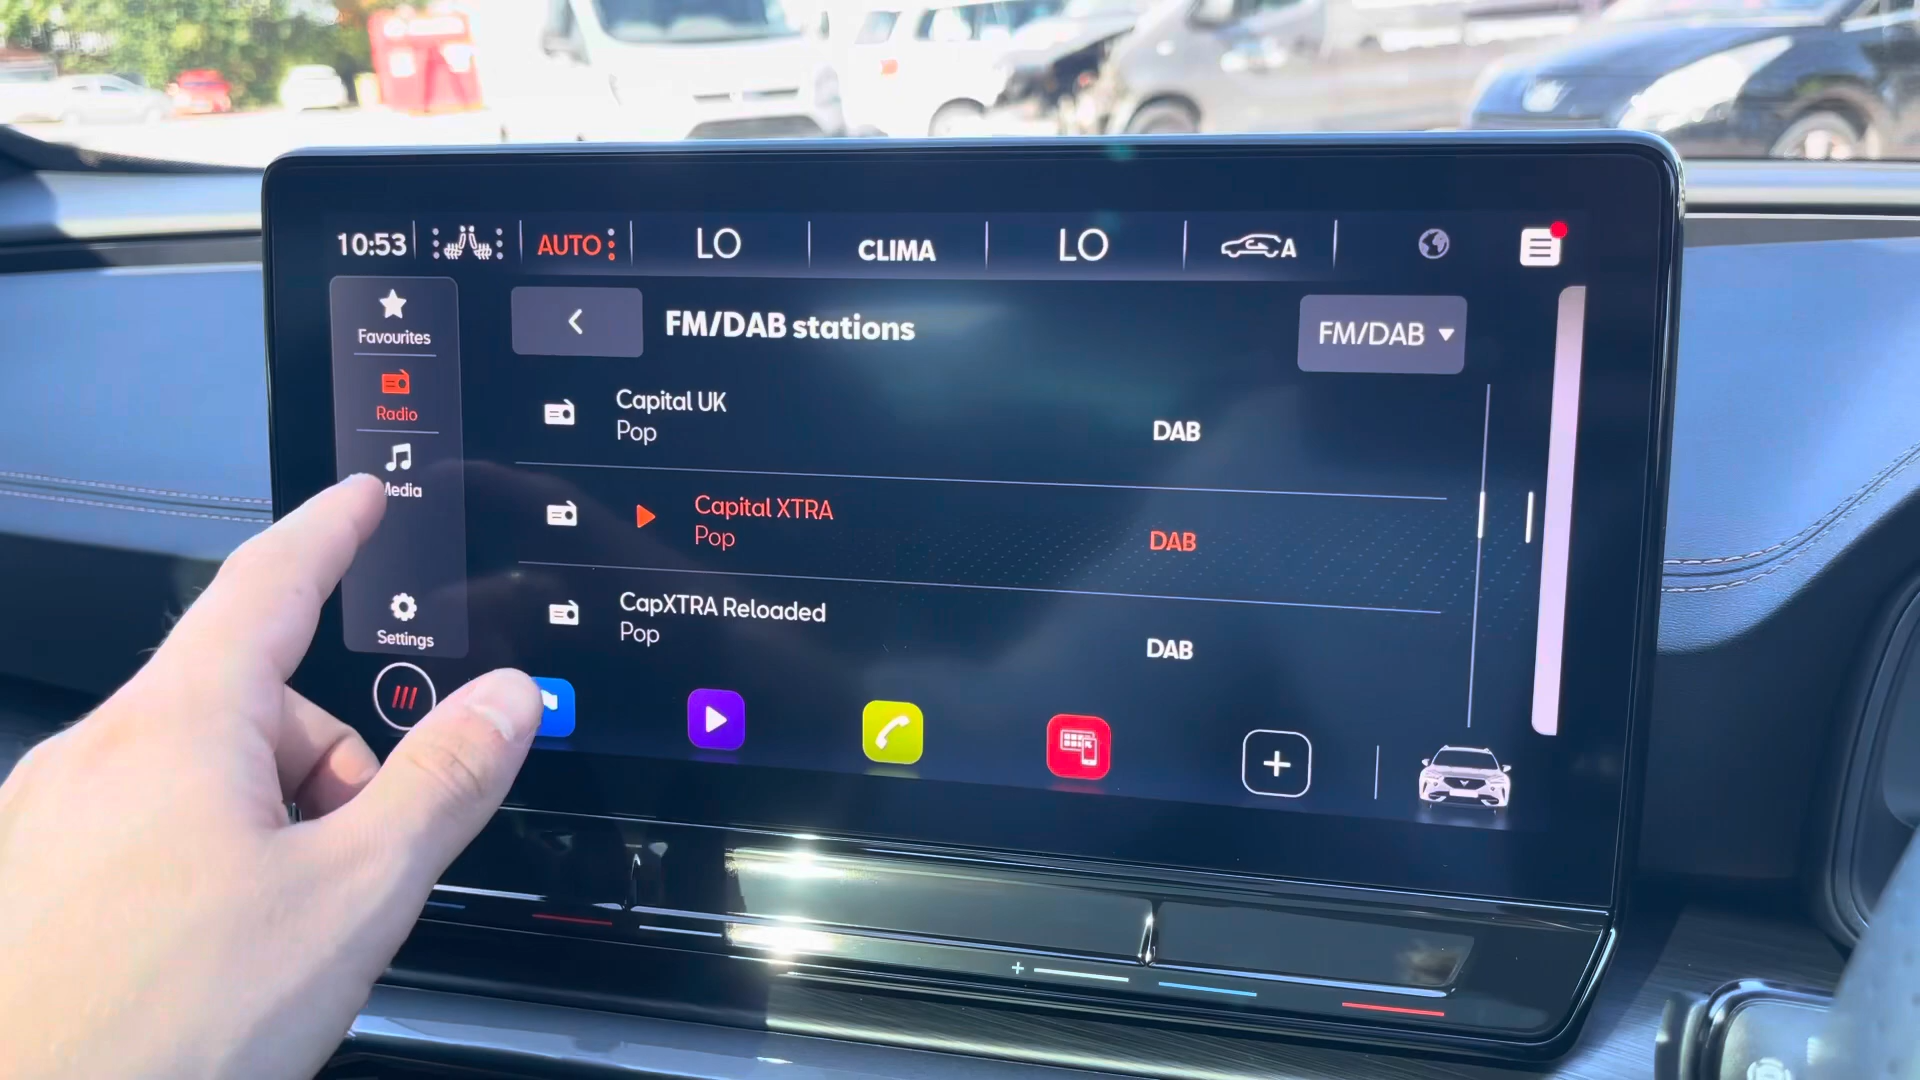 10:53
AUTO
LO
CLIMA
LO
A
Favourites
Radio
Media
Settings
FM/DAB stations
FM/DAB
Capital UK
Pop
DAB
Capital XTRA
Pop
DAB
CapXTRA Reloaded
Pop
DAB